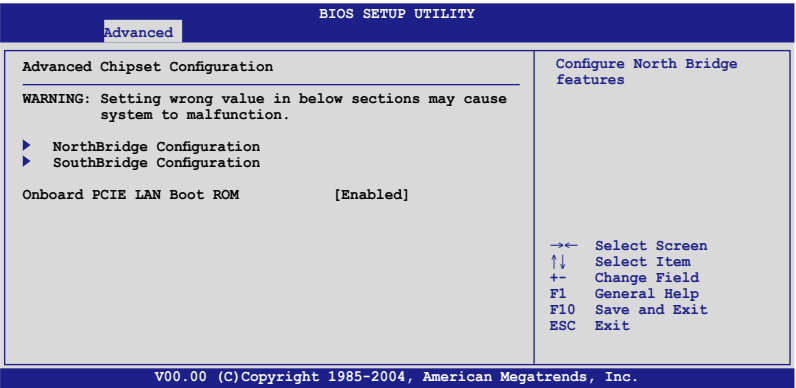 BIOS SETUP UTILITY
Advanced
Advanced Chipset Configuration
WARNING: Setting wrong value in below sections may cause
system to malfunction.
NorthBridge Configuration
SouthBridge Configuration
Onboard PCIE LAN Boot ROM [Enabled]
Configure North Bridge
features
→← Select Screen
↑↓ Select Item
+- Change Field
F1 General Help
F10 Save and Exit
ESC Exit
V00.00 (C)Copyright 1985-2004, American Megatrends, Inc.